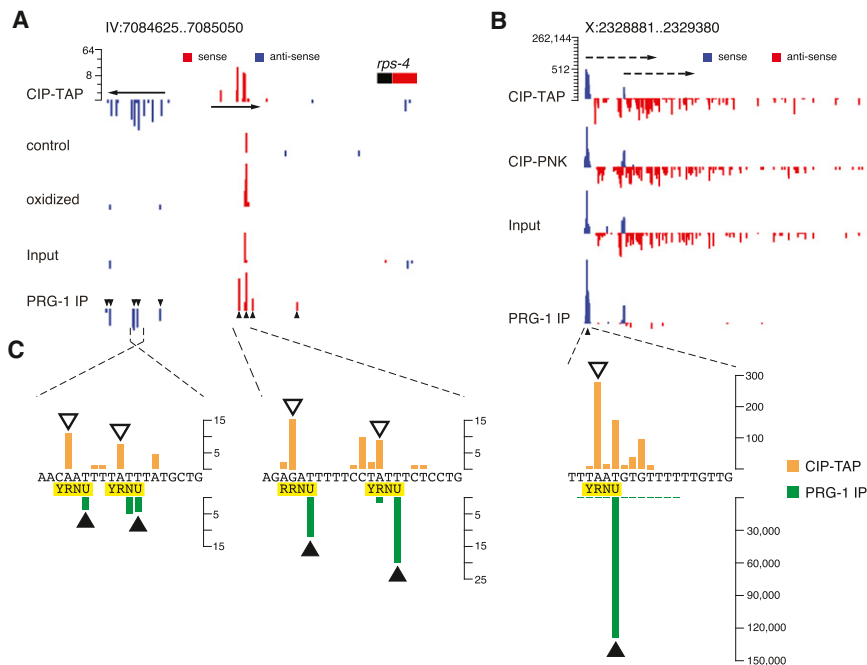 A
IV:7084625..7085050
64
8
sense
anti-sense
rps-4
CIP-TAP
control
oxidized
Input
PRG-1 IP
B
X:2328881..2329380
262,144
512
sense
anti-sense
CIP-TAP
CIP-PNK
Input
PRG-1 IP
C
15
5
AACAATTTTATTTATGCTG
YRNU YRNU
5
15
15
5
AGAGATTTTTTCCTATTTCTCCTG
RRNU YRNU
5
15
25
300
200
100
TTTAATGTGTTTTTTGTTG
YRNU
30,000
60,000
90,000
120,000
150,000
CIP-TAP
PRG-1 IP